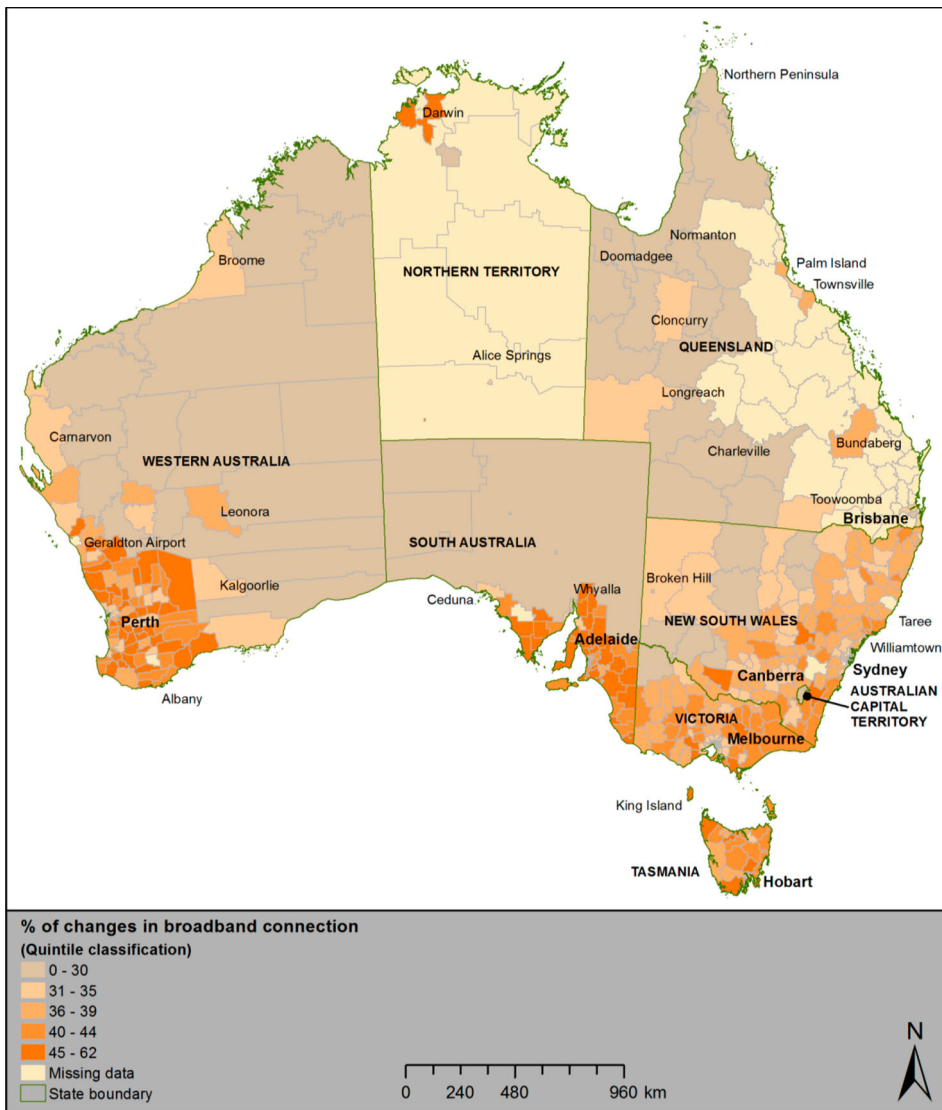 Northern Peninsula
Darwin
Normanton
Broome
Doomadgee
Palm Island
NORTHERN TERRITORY
Townsville
Cloncurry
QUEENSLAND
Alice Springs
Longreach
Carnarvon
Bundaberg
Charleville
WESTERN AUSTRALIA
Toowoomba
Leonora
Brisbane
Geraldton Airport
SOUTH AUSTRALIA
Kalgoorlie
Broken Hill
Whyalla
Ceduna
Perth
NEW SOUTH WALES
Taree
Adelaide
Williamtown
Canberra
Sydney
Albany
AUSTRALIAN
CAPITAL
TERRITORY
VICTORIA
Melbourne
King Island
TASMANIA
Hobart
% of changes in broadband connection
(Quintile classification)
0 - 30
31 - 35
36 - 39
40 - 44
45 - 62
Missing data
State boundary
0 240 480 960 km
N